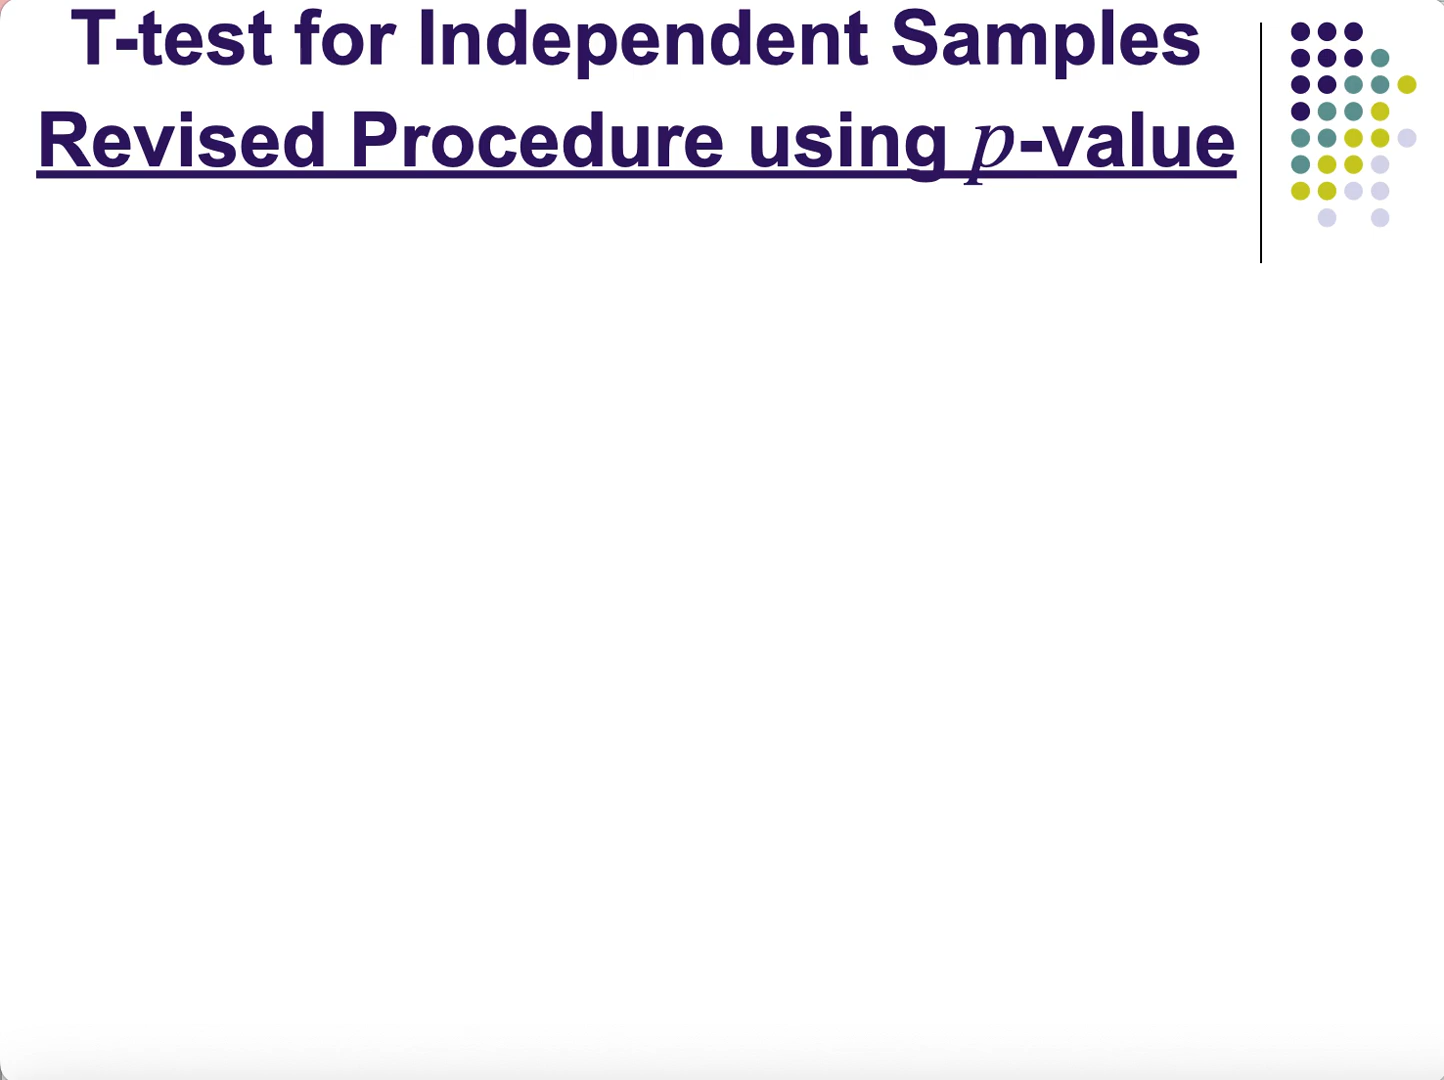 T-test for Independent Samples
Revised Procedure using p-value